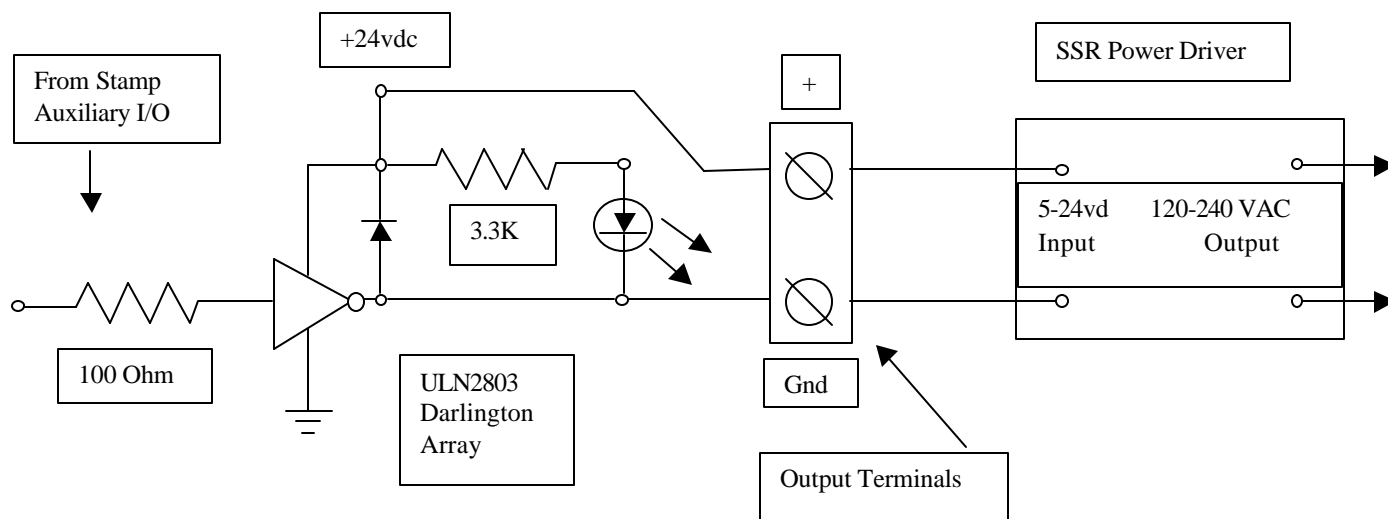 +24vdc
SSR Power Driver
From Stamp
Auxiliary I/O
+
3.3K
5-24vd 120-240 VAC
Input Output
100 Ohm
ULN2803
Darlington
Array
Gnd
Output Terminals